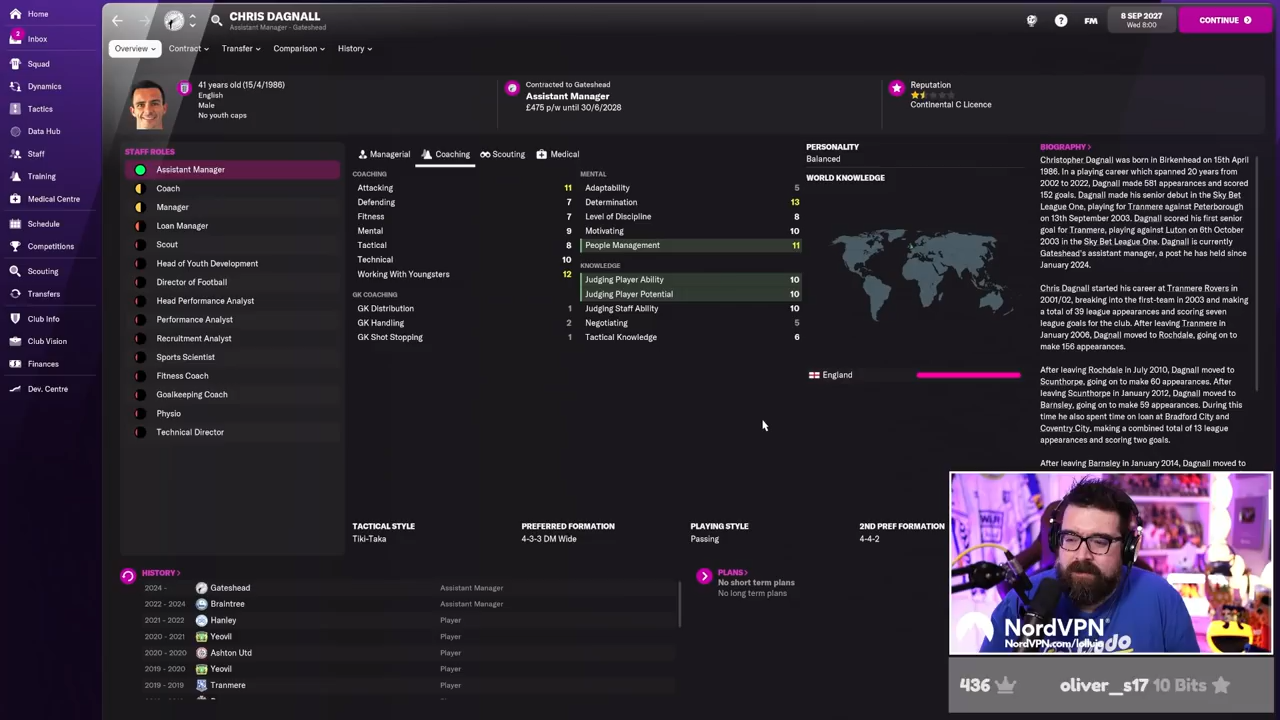 Home
2
Inbox
Squad
Dynamics
Tactics
Data Hub
Staff
Training
Medical Centre
Schedule
Competitions
Scouting
Transfers
Club Info
Club Vision
Finances
Dev. Centre
CHRIS DAGNALL
Assistant Manager - Gateshead
FM
8 SEP 2027
Wed 8:00
CONTINUE
Overview
Contract
Transfer
Comparison
History
41 years old (15/4/1986)
English
Male
No youth caps
Contracted to Gateshead
Assistant Manager
£475 p/w until 30/6/2028
Reputation
Continental C Licence
STAFF ROLES
Assistant Manager
Coach
Manager
Loan Manager
Scout
Head of Youth Development
Director of Football
Head Performance Analyst
Performance Analyst
Recruitment Analyst
Sports Scientist
Fitness Coach
Goalkeeping Coach
Physio
Technical Director
Managerial
Coaching
Scouting
Medical
COACHING
Attacking 11
Defending 7
Fitness 7
Mental 9
Tactical 8
Technical 10
Working With Youngsters 12
GK COACHING
GK Distribution 1
GK Handling 2
GK Shot Stopping 1
MENTAL
Adaptability 5
Determination 13
Level of Discipline 8
Motivating 10
People Management 11
KNOWLEDGE
Judging Player Ability 10
Judging Player Potential 10
Judging Staff Ability 10
Negotiating 5
Tactical Knowledge 6
PERSONALITY
Balanced
WORLD KNOWLEDGE
England
BIOGRAPHY >
Christopher Dagnall was born in Birkenhead on 15th April
1986. In a playing career which spanned 20 years from
2002 to 2022, Dagnall made 581 appearances and scored
152 goals. Dagnall made his senior debut in the Sky Bet
League One, playing for Tranmere against Peterborough
on 13th September 2003. Dagnall scored his first senior
goal for Tranmere, playing against Luton on 6th October
2003 in the Sky Bet League One. Dagnall is currently
Gateshead's assistant manager, a post he has held since
January 2024.
Chris Dagnall started his career at Tranmere Rovers in
2001/02, breaking into the first-team in 2003 and making
a total of 39 league appearances and scoring seven
league goals for the club. After leaving Tranmere in
January 2006, Dagnall moved to Rochdale, going on to
make 156 appearances.
After leaving Rochdale in July 2010, Dagnall moved to
Scunthorpe, going on to make 60 appearances. After
leaving Scunthorpe in January 2012, Dagnall moved to
Barnsley, going on to make 59 appearances. During this
time he also spent time on loan at Bradford City and
Coventry City, making a combined total of 13 league
appearances and scoring two goals.
After leaving Barnsley in January 2014, Dagnall moved to
TACTICAL STYLE
Tiki-Taka
PREFERRED FORMATION
4-3-3 DM Wide
PLAYING STYLE
Passing
2ND PREF FORMATION
4-4-2
HISTORY >
2024 - Gateshead Assistant Manager
2022 - 2024 Braintree Assistant Manager
2021 - 2022 Hanley Player
2020 - 2021 Yeovil Player
2020 - 2020 Ashton Utd Player
2019 - 2020 Yeovil Player
2019 - 2019 Tranmere Player
PLANS >
No short term plans
No long term plans
NordVPN
436
oliver__s17 10 Bits